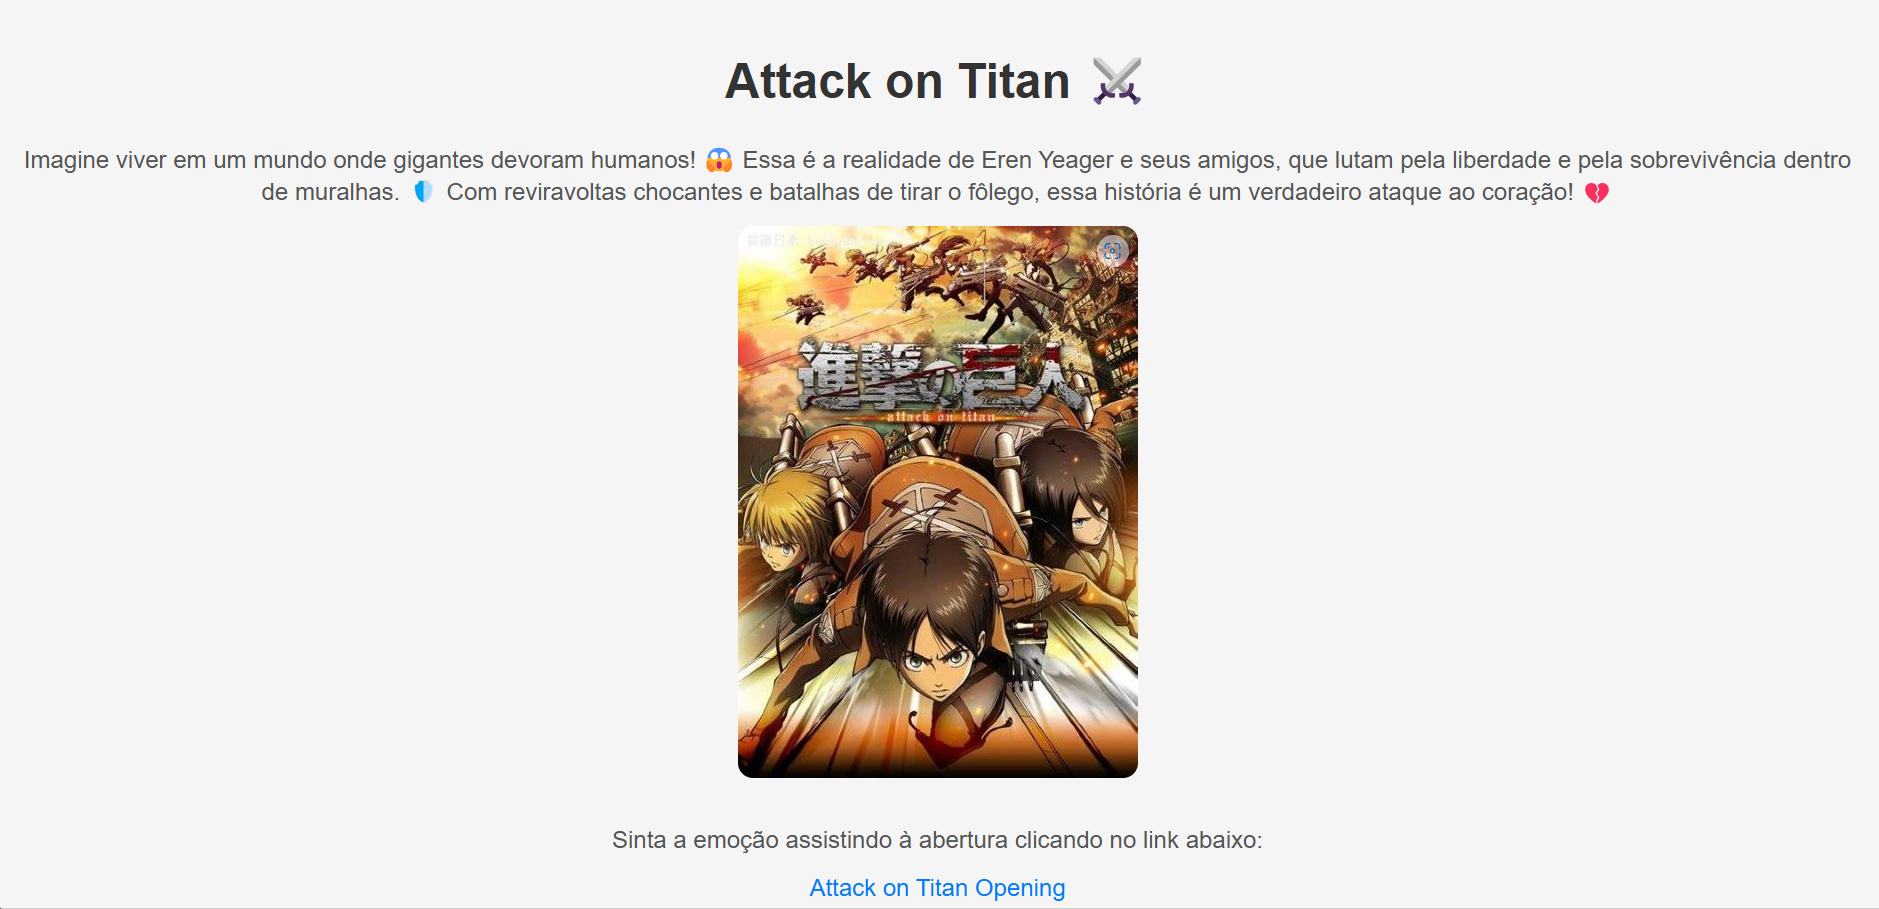 Attack on Titan ⚔️
Imagine viver em um mundo onde gigantes devoram humanos! 😱 Essa é a realidade de Eren Yeager e seus amigos, que lutam pela liberdade e pela sobrevivência dentro
de muralhas. 🛡️ Com reviravoltas chocantes e batalhas de tirar o fôlego, essa história é um verdadeiro ataque ao coração! 💔
進撃の巨人
attack on titan
Sinta a emoção assistindo à abertura clicando no link abaixo:
Attack on Titan Opening